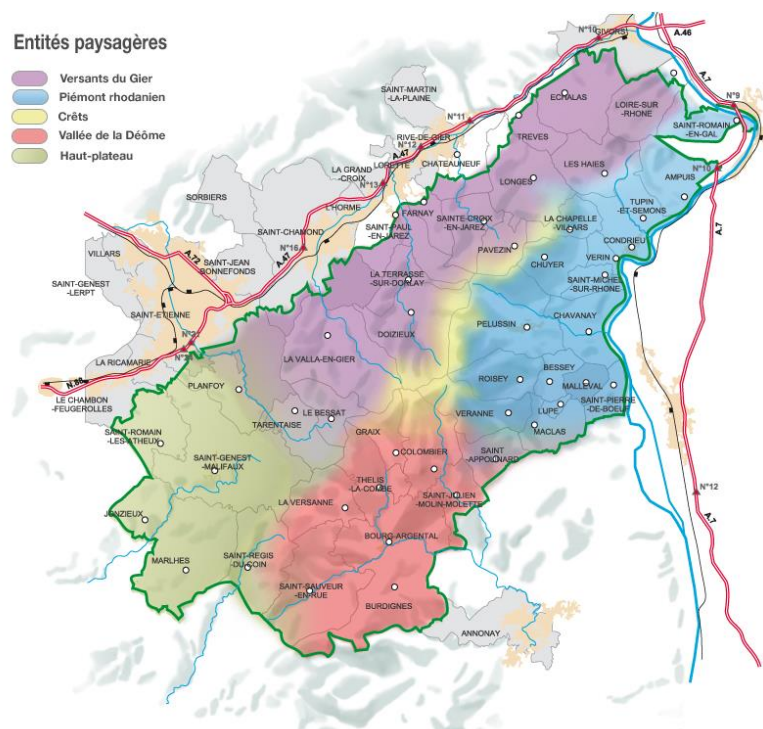 Entités paysagères
Versants du Gier
Piémont rhodanien
Crêts
Vallée de la Déôme
Haut-plateau
N°10
GIVORS
A.46
A.7
N°9
SAINT-MARTIN
-LA-PLAINE
ECHALAS
LOIRE-SUR
-RHONE
SAINT-ROMAIN
-EN-GAL
N°11
RIVE-DE-GIER
N°12
TREVES
LORETTE
A.47
CHATEAUNEUF
LA GRAND
-CROIX
N°13
LES HAIES
N°10
AMPUIS
LONGES
SORBIERS
L'HORME
FARNAY
TUPIN
-ET-SEMONS
SAINT-CHAMOND
SAINT-PAUL
-EN-JAREZ
SAINTE-CROIX
-EN-JAREZ
LA CHAPELLE
-VILLARS
A.7
VILLARS
A.72
SAINT-JEAN
BONNEFONDS
N°16
A.47
PAVEZIN
CONDRIEU
CHUYER
VERIN
SAINT-GENEST
-LERPT
LA TERRASSE
-SUR-DORLAY
SAINT-MICHEL
-SUR-RHONE
SAINT-ETIENNE
DOIZIEUX
PELUSSIN
CHAVANAY
LA RICAMARIE
LA VALLA-EN-GIER
N.88
LE CHAMBON
-FEUGEROLLES
PLANFOY
ROISEY
BESSEY
MALLEVAL
SAINT-PIERRE
-DE-BOEUF
LE BESSAT
TARENTAISE
VERANNE
LUPE
MACLAS
SAINT-ROMAIN
-LES-ATHEUX
GRAIX
COLOMBIER
SAINT
-APPOLINARD
SAINT-GENEST
-MALIFAUX
THELIS
-LA-COMBE
SAINT-JULIEN
-MOLIN-MOLETTE
N°12
LA VERSANNE
JONZIEUX
A.7
BOURG-ARGENTAL
MARLHES
SAINT-REGIS
-DU-COIN
SAINT-SAUVEUR
-EN-RUE
BURDIGNES
ANNONAY